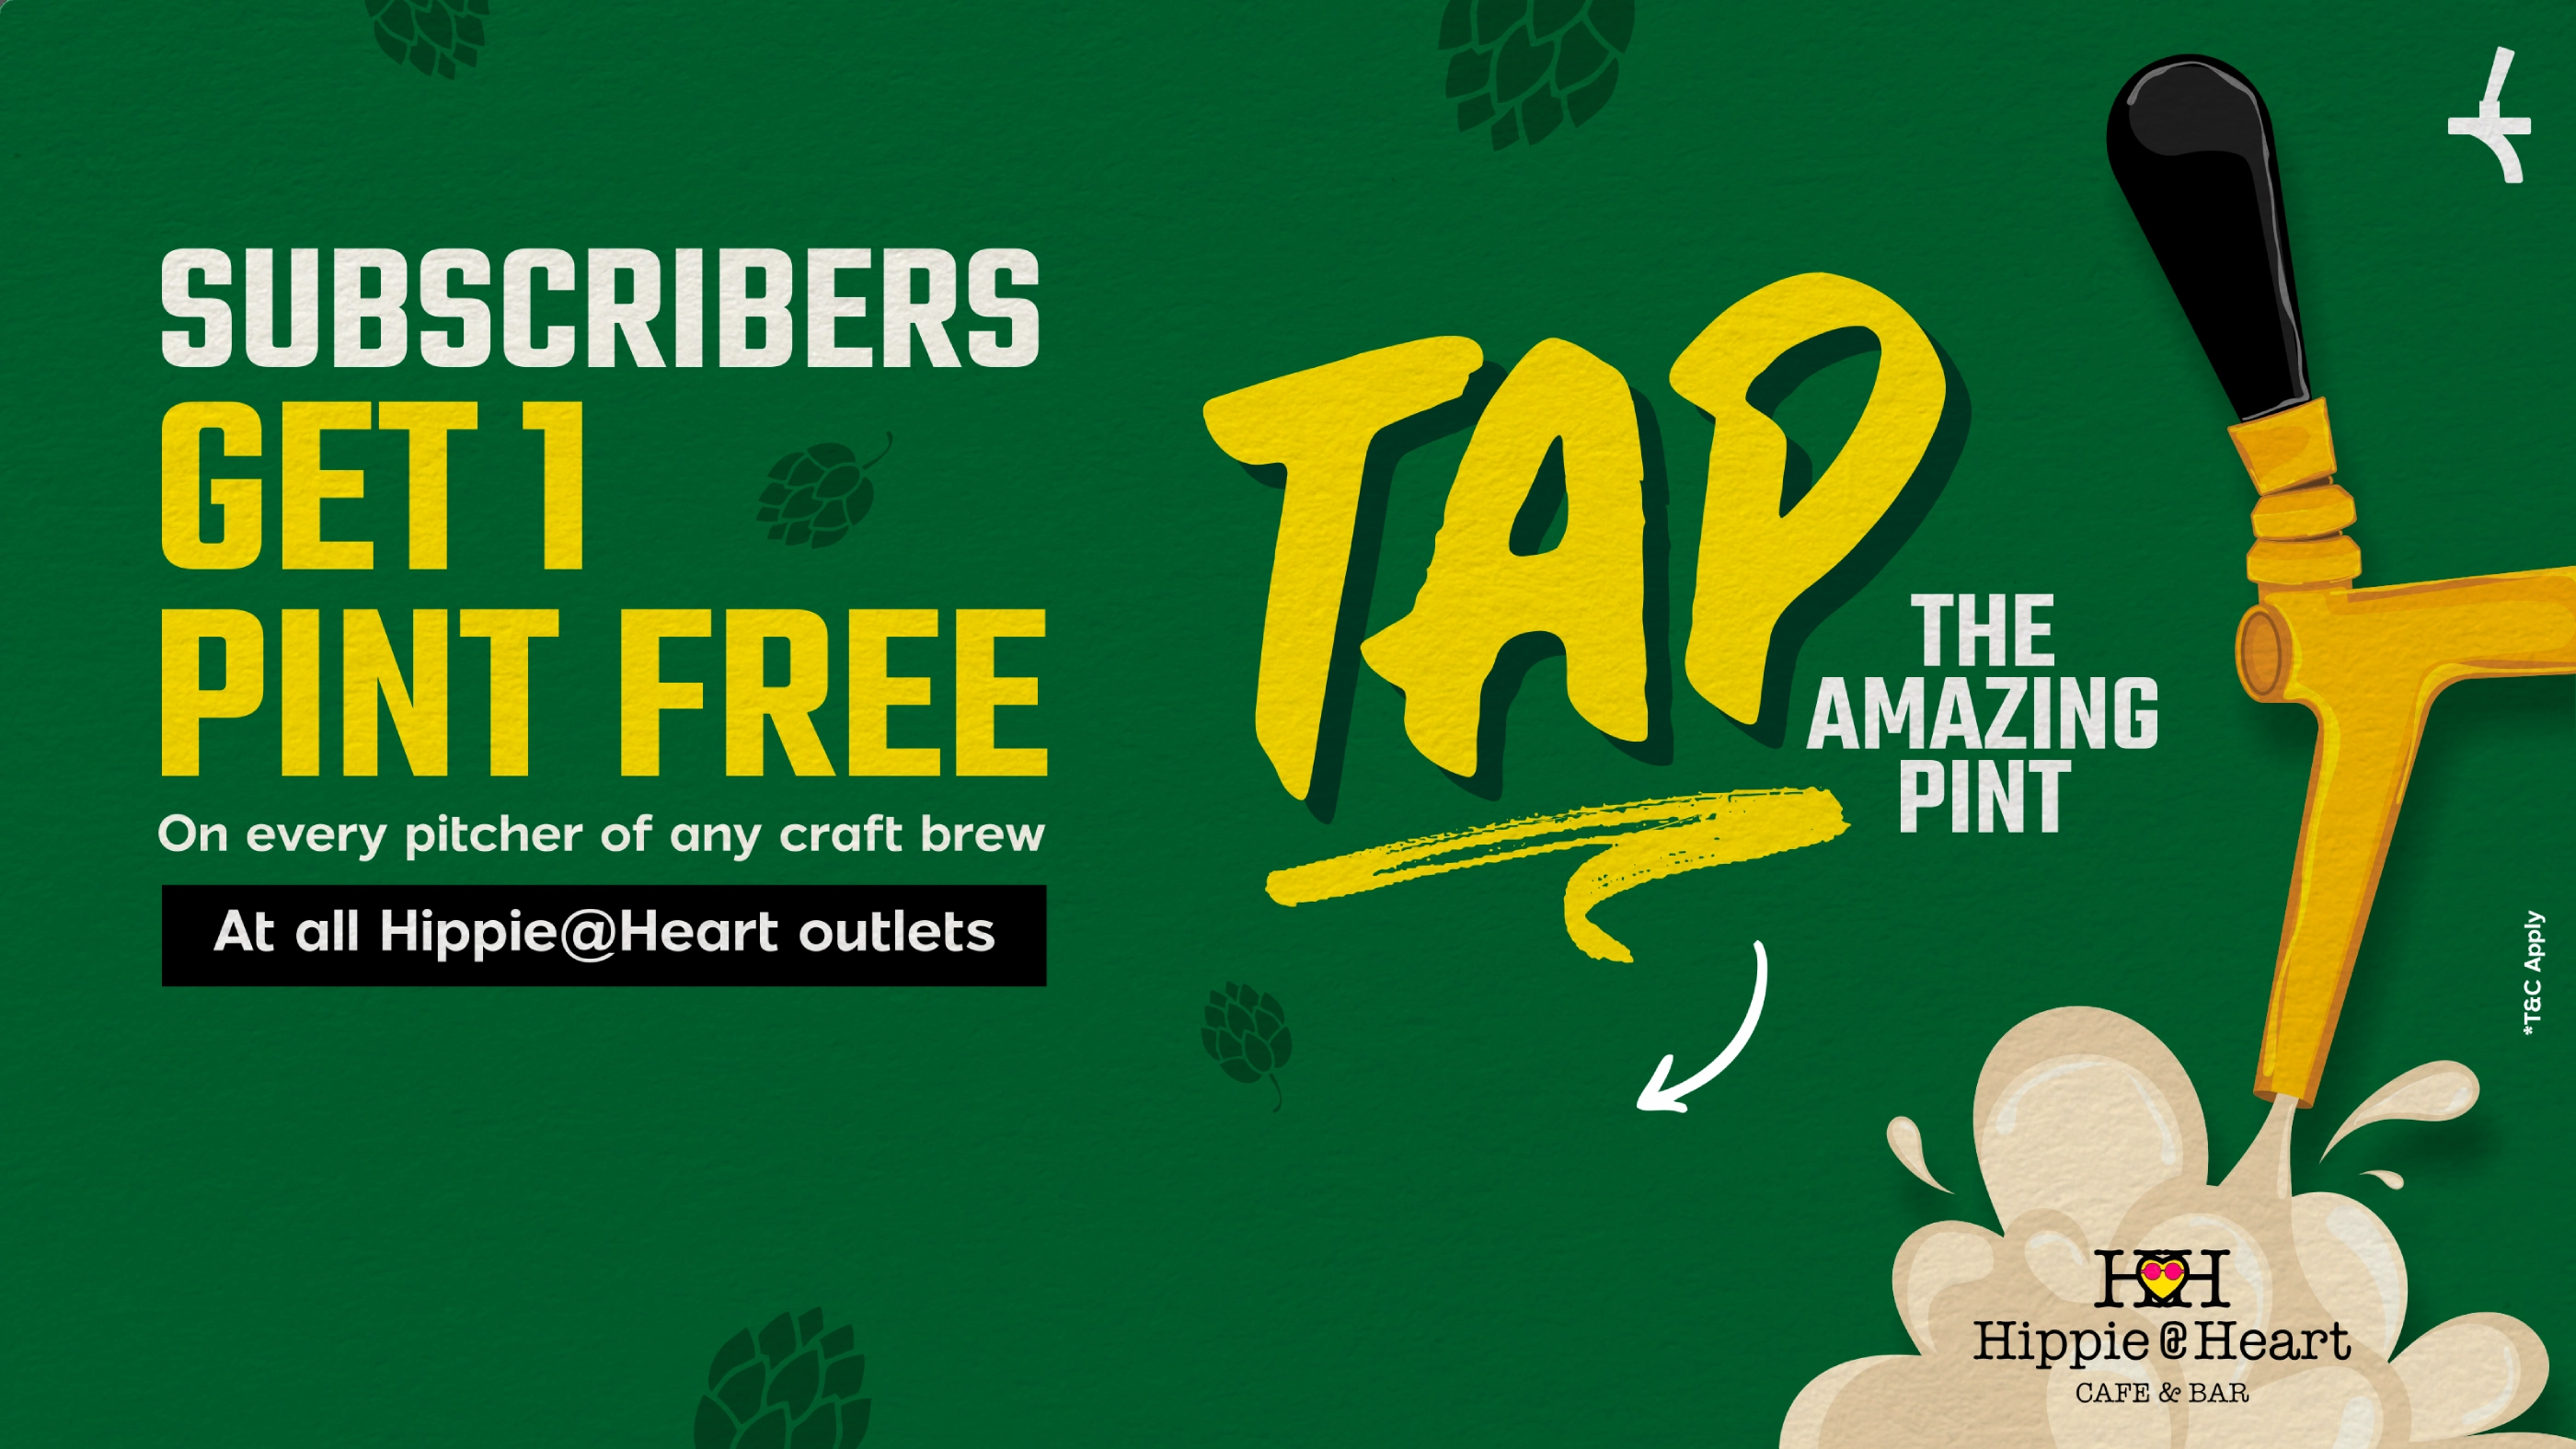 SUBSCRIBERS
GET 1
PINT FREE
On every pitcher of any craft brew
At all Hippie@Heart outlets
TAP
THE
AMAZING
PINT
*T&C Apply
HH
Hippie@Heart
CAFE & BAR